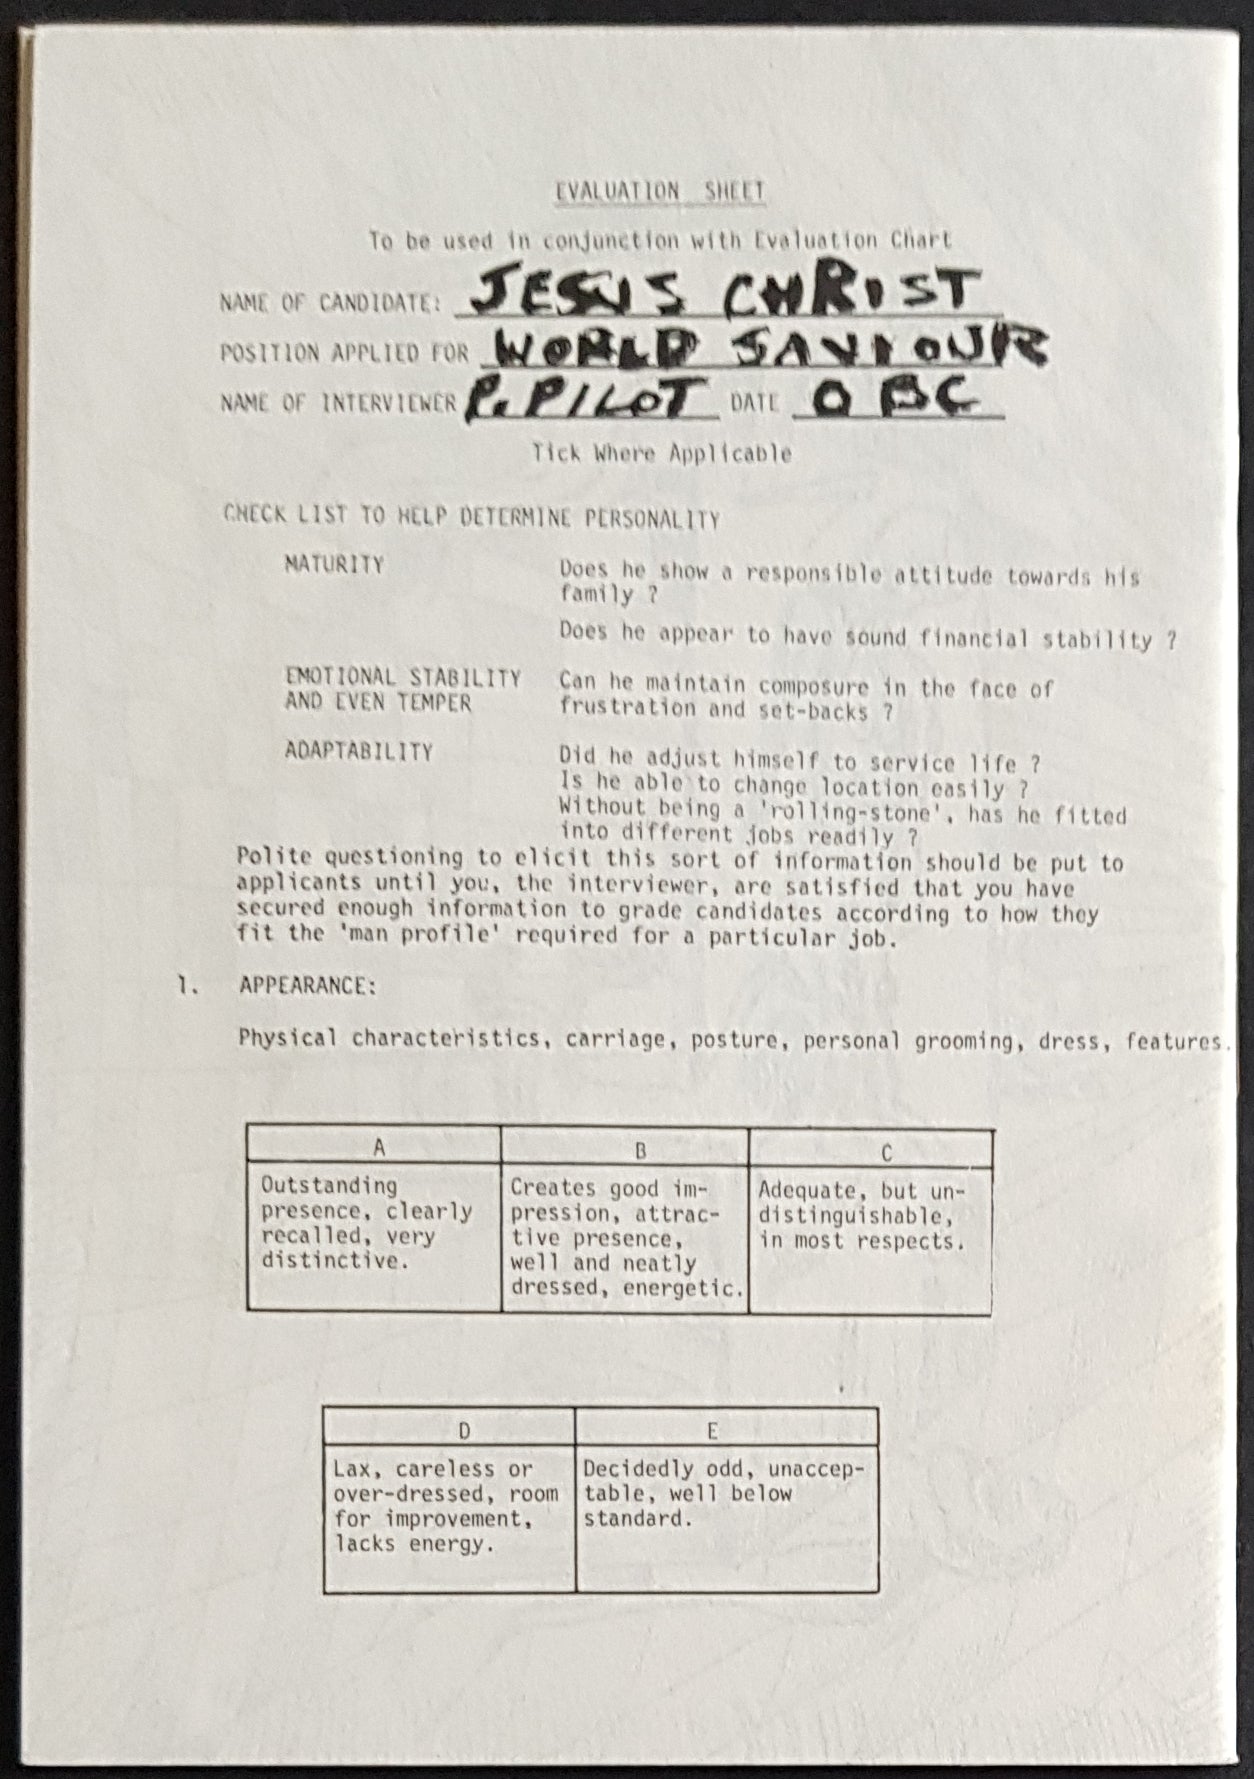 EVALUATION SHEET
To be used in conjunction with Evaluation Chart
NAME OF CANDIDATE: JESUS CHRIST
POSITION APPLIED FOR WORLD SAVIOUR
NAME OF INTERVIEWER P. PILOT DATE O BC
Tick Where Applicable
CHECK LIST TO HELP DETERMINE PERSONALITY
MATURITY Does he show a responsible attitude towards his
family ?
Does he appear to have sound financial stability ?
EMOTIONAL STABILITY Can he maintain composure in the face of
AND EVEN TEMPER frustration and set-backs ?
ADAPTABILITY Did he adjust himself to service life ?
Is he able to change location easily ?
Without being a 'rolling-stone', has he fitted
into different jobs readily ?
Polite questioning to elicit this sort of information should be put to
applicants until you, the interviewer, are satisfied that you have
secured enough information to grade candidates according to how they
fit the 'man profile' required for a particular job.
1. APPEARANCE:
Physical characteristics, carriage, posture, personal grooming, dress, features.
A
Outstanding
presence, clearly
recalled, very
distinctive.
B
Creates good im-
pression, attrac-
tive presence,
well and neatly
dressed, energetic.
C
Adequate, but un-
distinguishable,
in most respects.
D
Lax, careless or
over-dressed, room
for improvement,
lacks energy.
E
Decidedly odd, unaccep-
table, well below
standard.